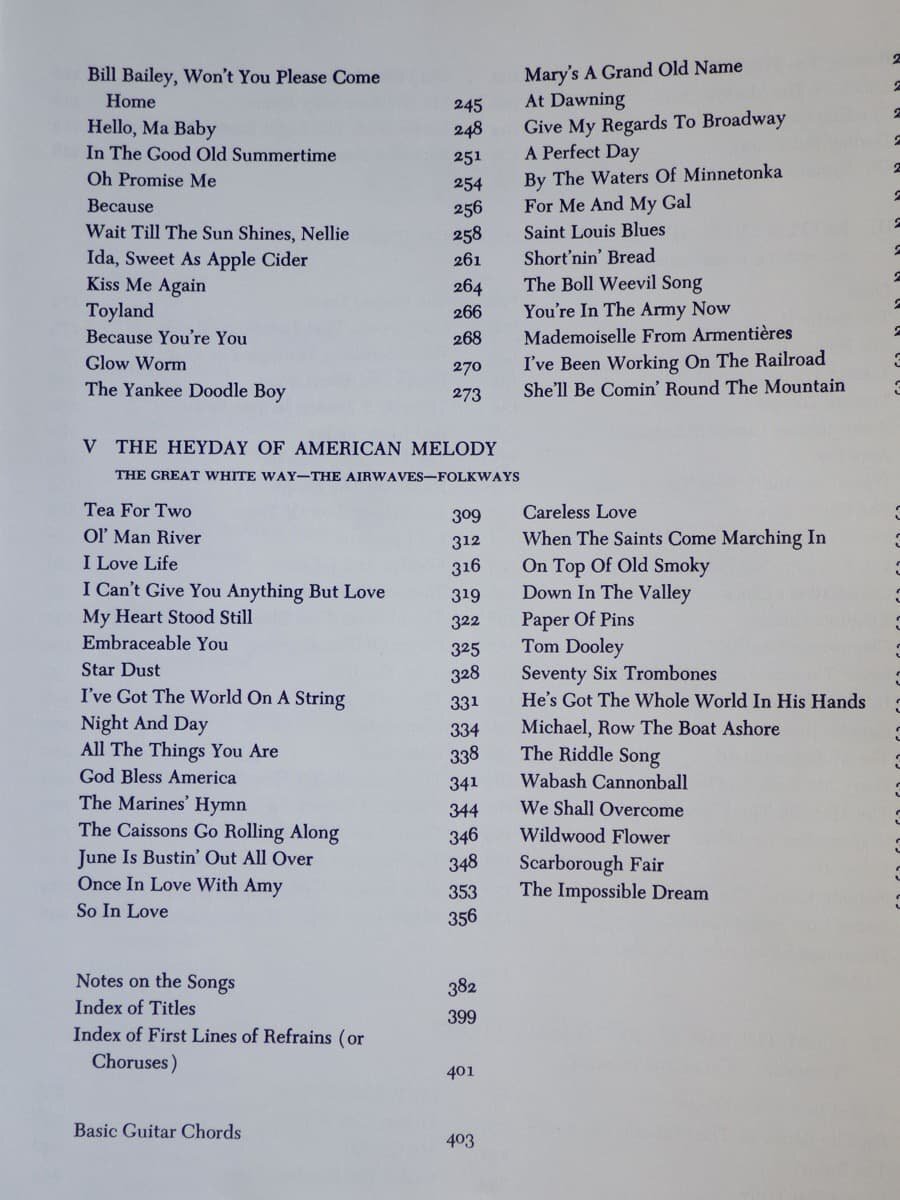 Bill Bailey, Won't You Please Come
Home 245
Hello, Ma Baby 248
In The Good Old Summertime 251
Oh Promise Me 254
Because 256
Wait Till The Sun Shines, Nellie 258
Ida, Sweet As Apple Cider 261
Kiss Me Again 264
Toyland 266
Because You're You 268
Glow Worm 270
The Yankee Doodle Boy 273
Mary's A Grand Old Name
At Dawning
Give My Regards To Broadway
A Perfect Day
By The Waters Of Minnetonka
For Me And My Gal
Saint Louis Blues
Short'nin' Bread
The Boll Weevil Song
You're In The Army Now
Mademoiselle From Armentières
I've Been Working On The Railroad
She'll Be Comin' Round The Mountain
V THE HEYDAY OF AMERICAN MELODY
THE GREAT WHITE WAY—THE AIRWAVES—FOLKWAYS
Tea For Two 309
Ol' Man River 312
I Love Life 316
I Can't Give You Anything But Love 319
My Heart Stood Still 322
Embraceable You 325
Star Dust 328
I've Got The World On A String 331
Night And Day 334
All The Things You Are 338
God Bless America 341
The Marines' Hymn 344
The Caissons Go Rolling Along 346
June Is Bustin' Out All Over 348
Once In Love With Amy 353
So In Love 356
Careless Love
When The Saints Come Marching In
On Top Of Old Smoky
Down In The Valley
Paper Of Pins
Tom Dooley
Seventy Six Trombones
He's Got The Whole World In His Hands
Michael, Row The Boat Ashore
The Riddle Song
Wabash Cannonball
We Shall Overcome
Wildwood Flower
Scarborough Fair
The Impossible Dream
Notes on the Songs 382
Index of Titles 399
Index of First Lines of Refrains (or
Choruses) 401
Basic Guitar Chords 403